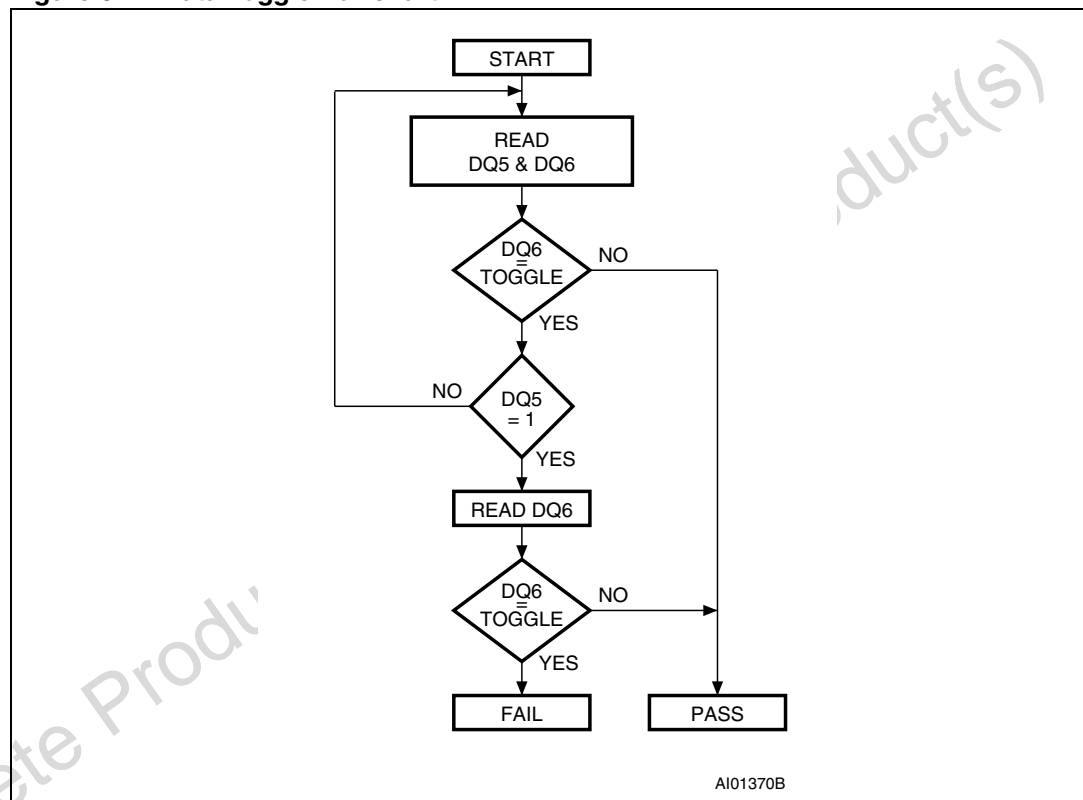 START
READ
DQ5 & DQ6
DQ6
=
TOGGLE
NO
YES
NO
DQ5
= 1
YES
READ DQ6
DQ6
=
TOGGLE
NO
YES
FAIL
PASS
AI01370B